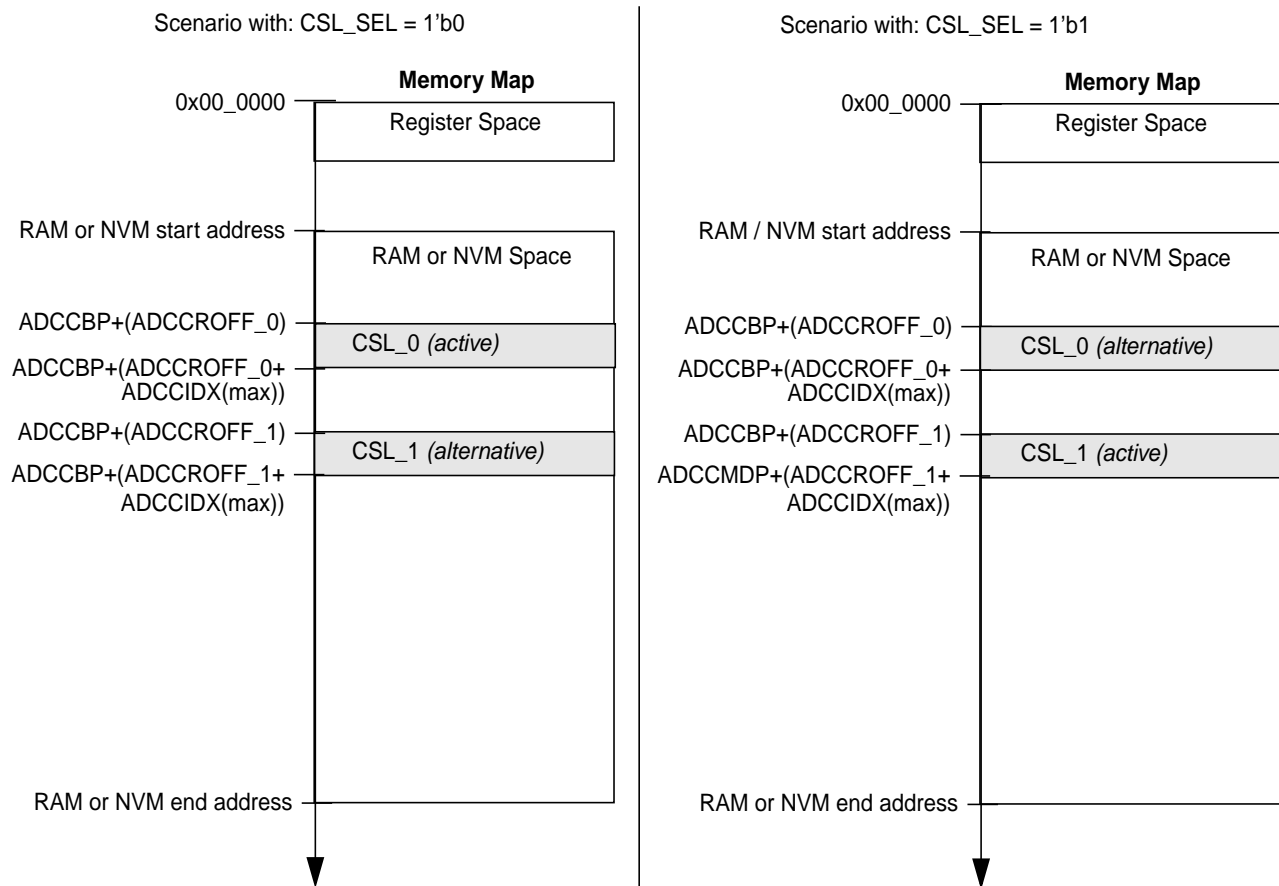 Scenario with: CSL_SEL = 1’b0
Memory Map
0x00_0000
Register Space
RAM or NVM start address
RAM or NVM Space
ADCCBP+(ADCCROFF_0)
CSL_0 (active)
ADCCBP+(ADCCROFF_0+
ADCCIDX(max))
ADCCBP+(ADCCROFF_1)
CSL_1 (alternative)
ADCCBP+(ADCCROFF_1+
ADCCIDX(max))
RAM or NVM end address
Scenario with: CSL_SEL = 1’b1
Memory Map
0x00_0000
Register Space
RAM / NVM start address
RAM or NVM Space
ADCCBP+(ADCCROFF_0)
CSL_0 (alternative)
ADCCBP+(ADCCROFF_0+
ADCCIDX(max))
ADCCBP+(ADCCROFF_1)
CSL_1 (active)
ADCCMDP+(ADCCROFF_1+
ADCCIDX(max))
RAM or NVM end address